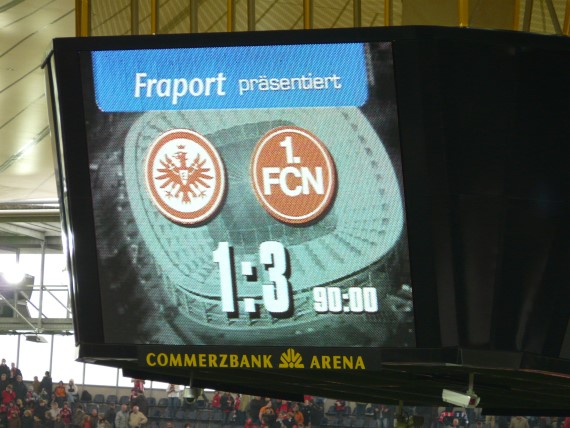 Fraport präsentiert
1.
FCN
1:3 90:00
COMMERZBANK ARENA